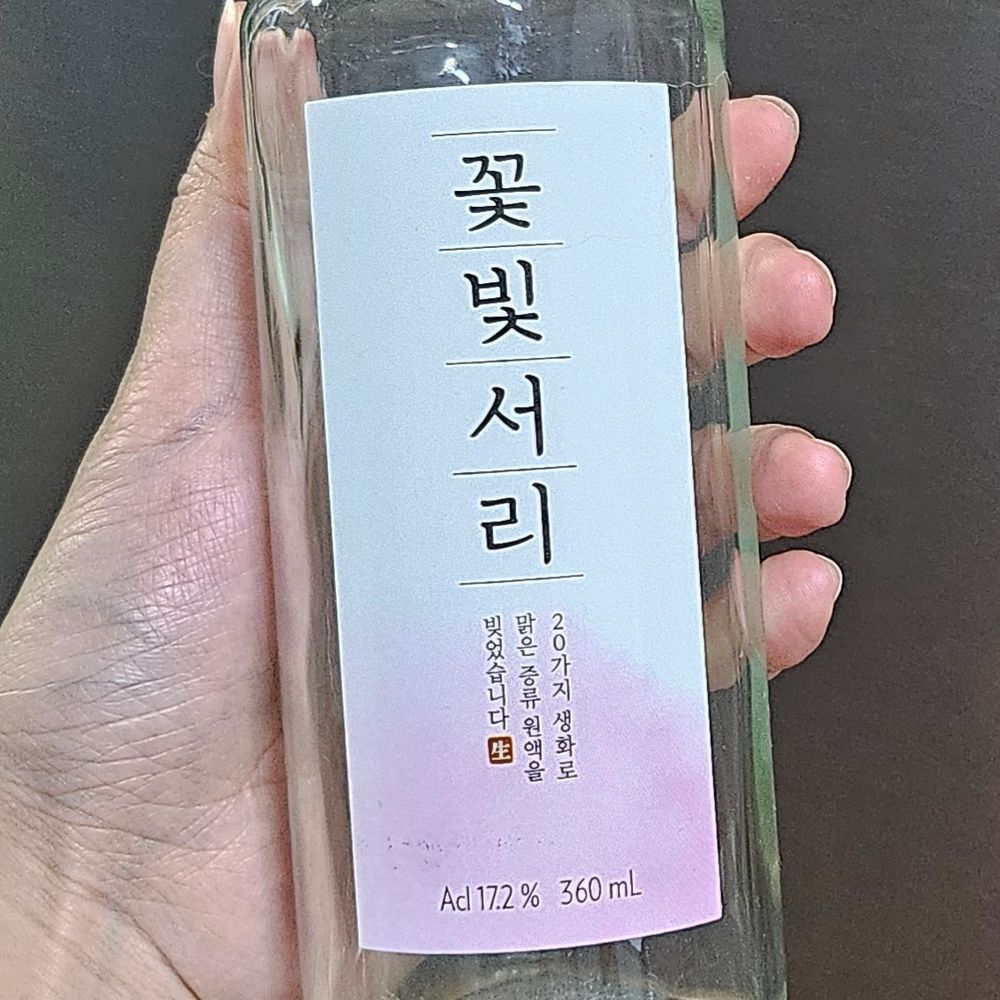 꽃빛서리
20가지 생화로
맑은 증류 원액을
빚었습니다 生
Acl 17.2 % 360 mL